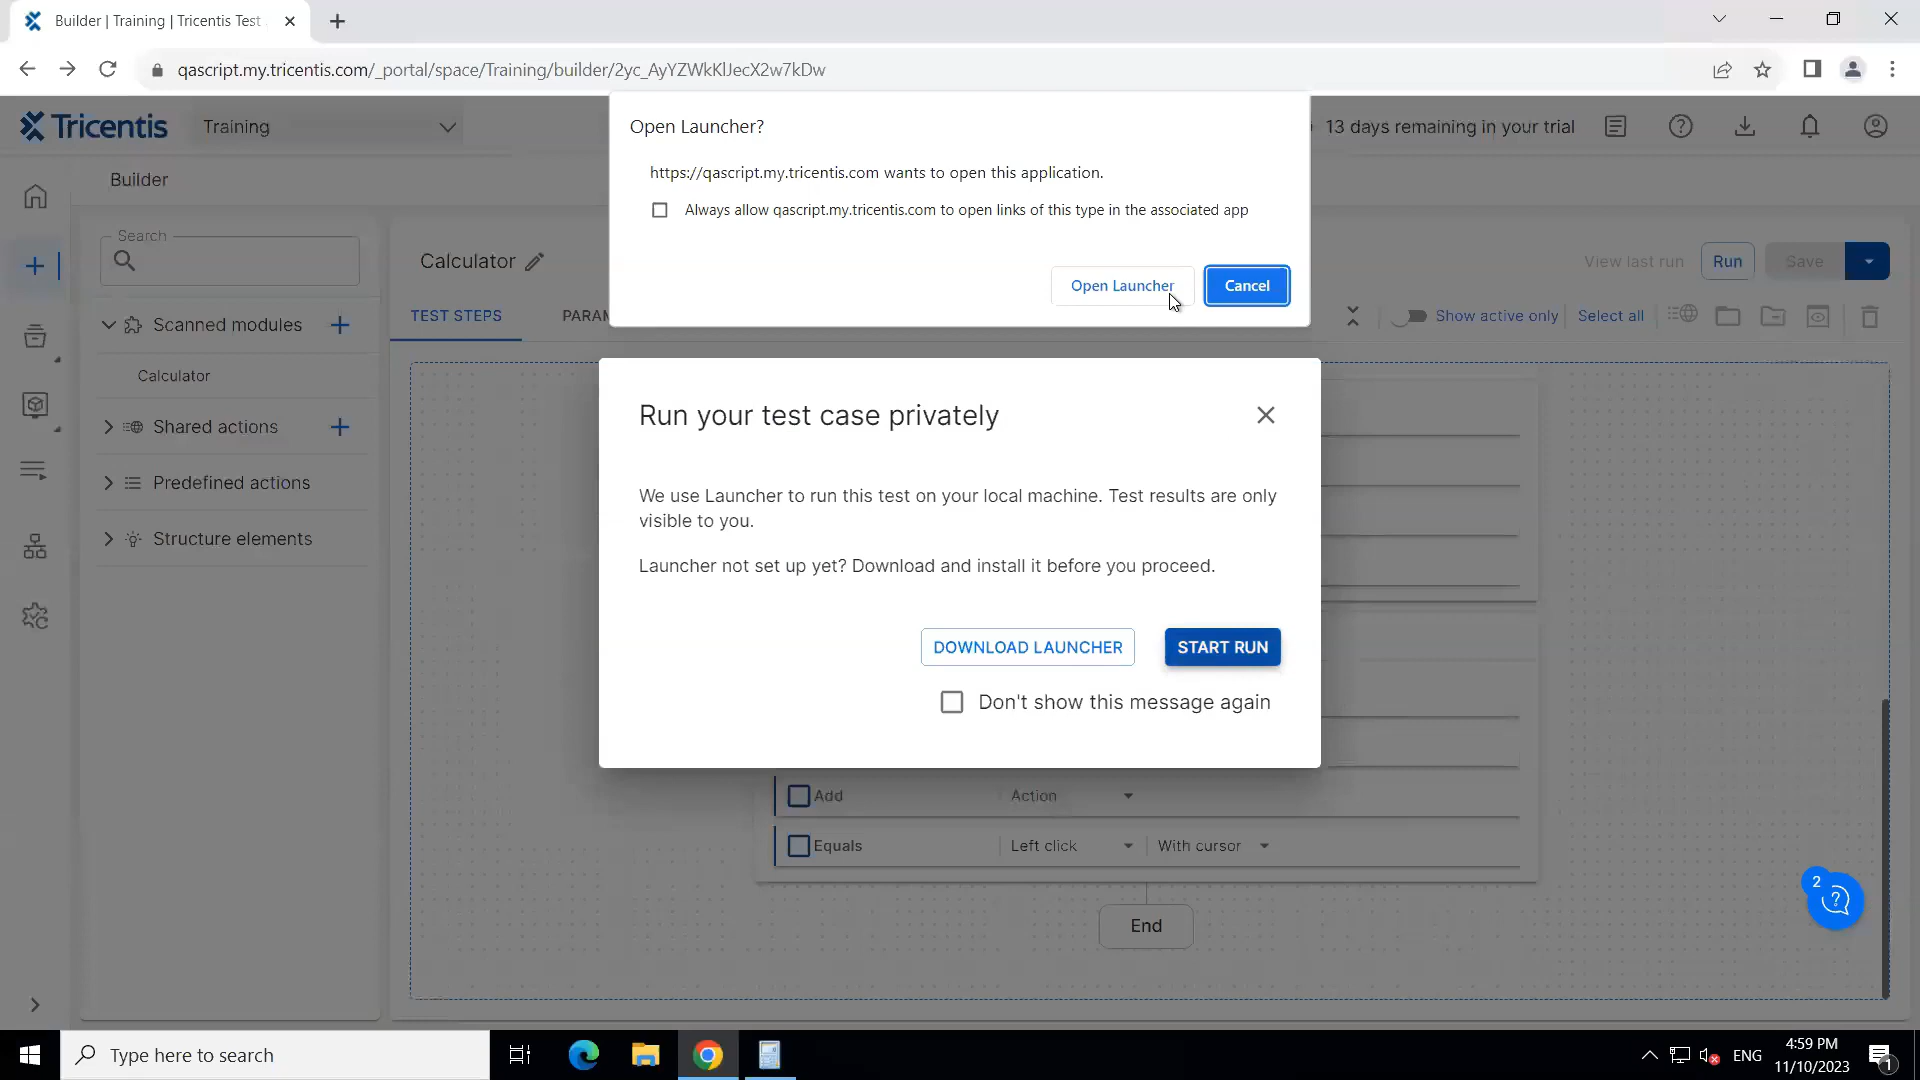 Builder | Training | Tricentis Test
qascript.my.tricentis.com/_portal/space/Training/builder/2yc_AyYZWkKlJecX2w7kDw
Tricentis
Training
13 days remaining in your trial
Open Launcher?
https://qascript.my.tricentis.com wants to open this application.
Always allow qascript.my.tricentis.com to open links of this type in the associated app
Open Launcher
Cancel
Builder
Search
Scanned modules
Calculator
Shared actions
Predefined actions
Structure elements
Calculator
View last run
Run
Save
TEST STEPS
Show active only
Select all
Run your test case privately
We use Launcher to run this test on your local machine. Test results are only
visible to you.
Launcher not set up yet? Download and install it before you proceed.
DOWNLOAD LAUNCHER
START RUN
Don't show this message again
Add
Action
Equals
Left click
With cursor
End
2
Type here to search
ENG
4:59 PM
11/10/2023
1